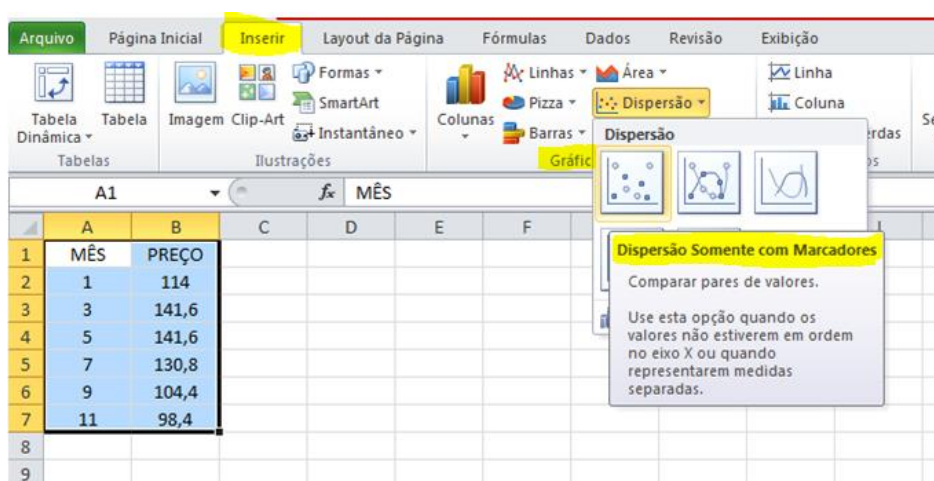 Arquivo Página Inicial Inserir Layout da Página Fórmulas Dados Revisão Exibição
Tabela Dinâmica
Tabela
Imagem
Clip-Art
Formas
SmartArt
Instantâneo
Colunas
Linhas
Pizza
Barras
Área
Dispersão
Linha
Coluna
Tabelas
Ilustrações
Dispersão
A1
fx MÊS
A B C D E F
1 MÊS PREÇO
2 1 114
3 3 141,6
4 5 141,6
5 7 130,8
6 9 104,4
7 11 98,4
8
9
Dispersão Somente com Marcadores
Comparar pares de valores.
Use esta opção quando os
valores não estiverem em ordem
no eixo X ou quando
representarem medidas
separadas.